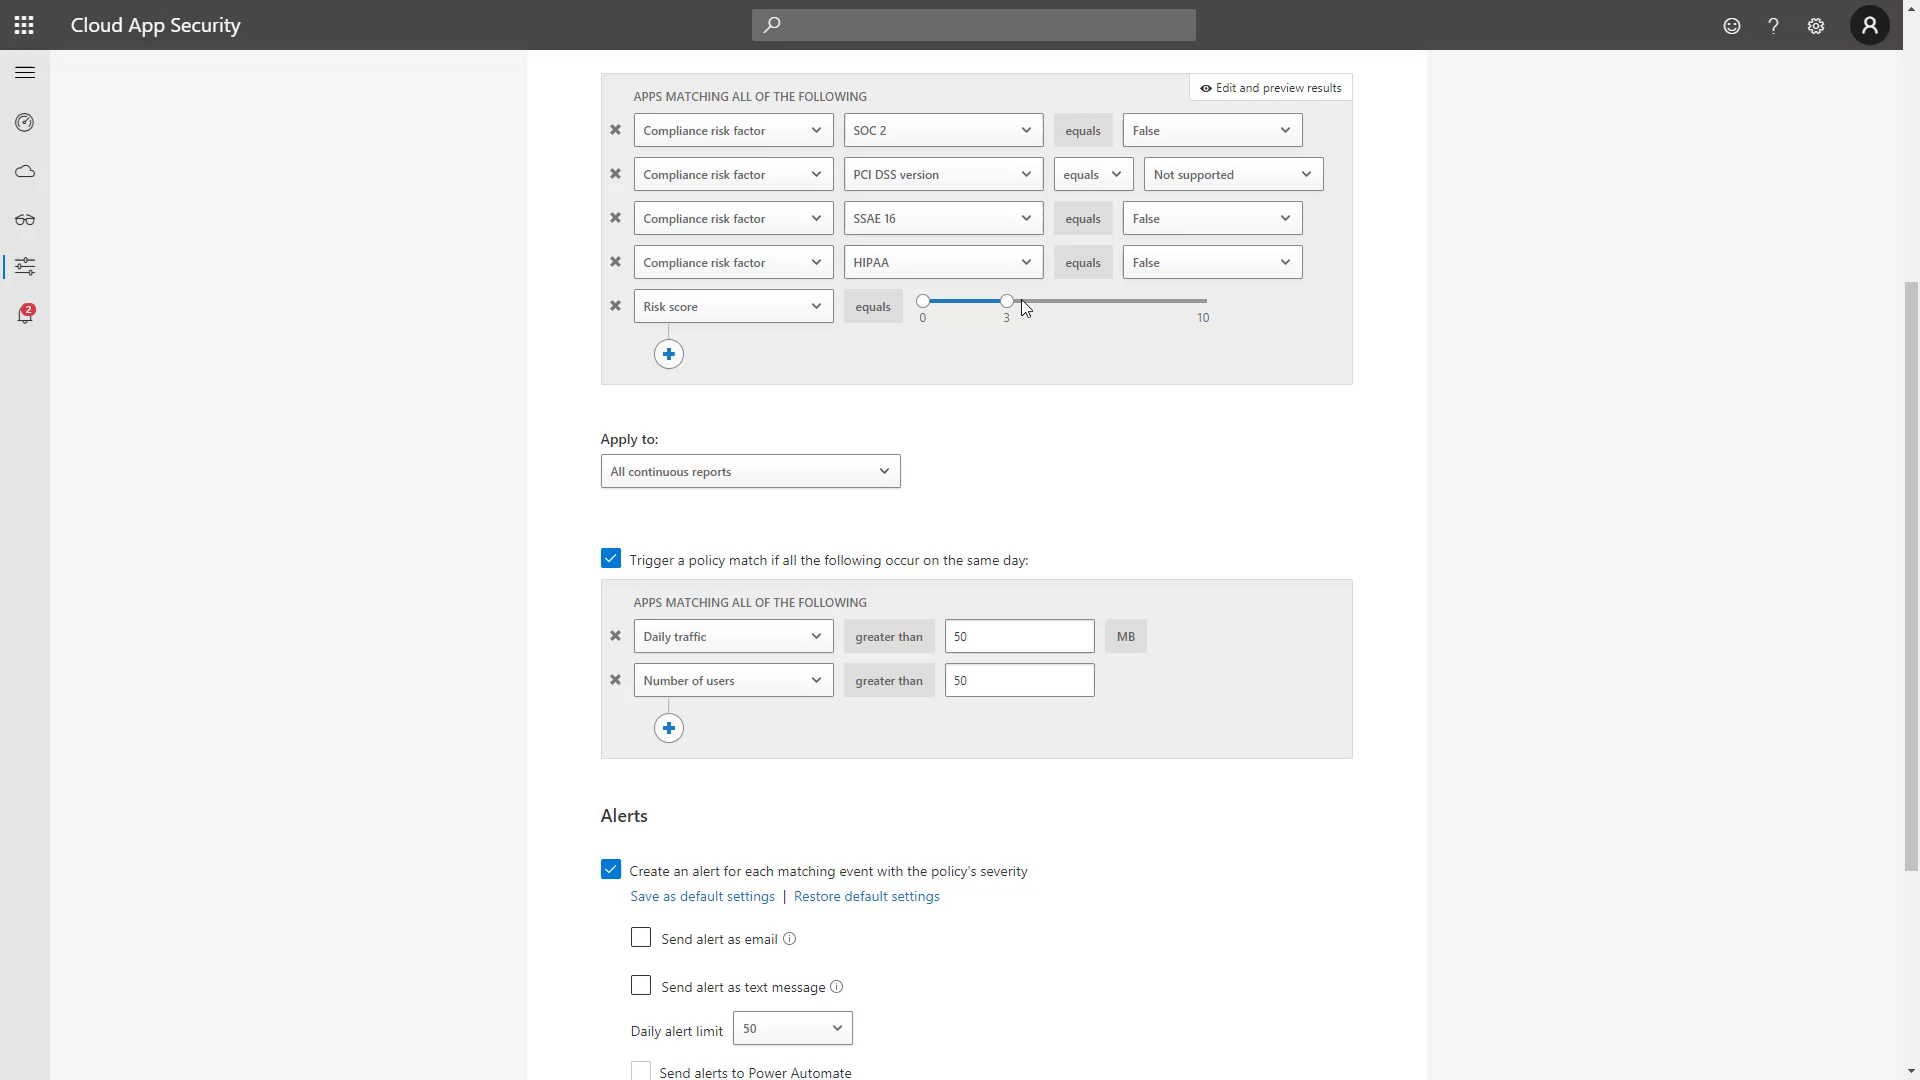 Cloud App Security
Edit and preview results
APPS MATCHING ALL OF THE FOLLOWING
Compliance risk factor SOC 2 equals False
Compliance risk factor PCI DSS version equals Not supported
Compliance risk factor SSAE 16 equals False
Compliance risk factor HIPAA equals False
Risk score equals
0 3 10
2
Apply to:
All continuous reports
Trigger a policy match if all the following occur on the same day:
APPS MATCHING ALL OF THE FOLLOWING
Daily traffic greater than 50 MB
Number of users greater than 50
Alerts
Create an alert for each matching event with the policy's severity
Save as default settings | Restore default settings
Send alert as email
Send alert as text message
Daily alert limit 50
Send alerts to Power Automate